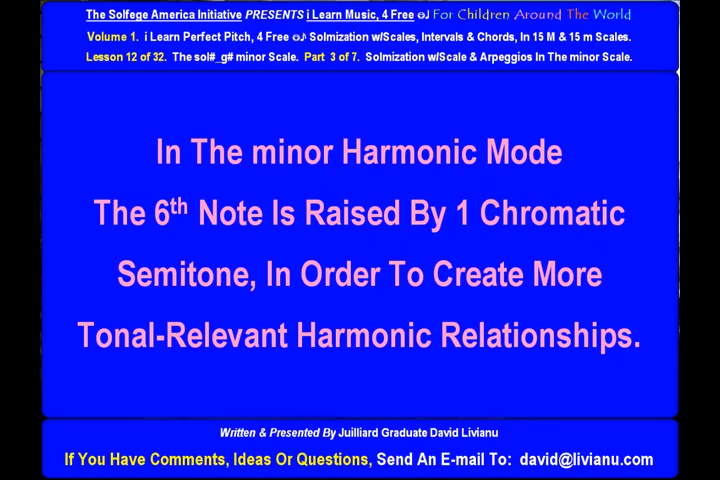 The Solfege America Initiative PRESENTS i Learn Music, 4 Free For Children Around The World
Volume 1. i Learn Perfect Pitch, 4 Free Solmization w/Scales, Intervals & Chords, In 15 M & 15 m Scales.
Lesson 12 of 32. The sol#_g# minor Scale. Part 3 of 7. Solmization w/Scale & Arpeggios In The minor Scale.
In The minor Harmonic Mode
The 6th Note Is Raised By 1 Chromatic
Semitone, In Order To Create More
Tonal-Relevant Harmonic Relationships.
Written & Presented By Juilliard Graduate David Livianu
If You Have Comments, Ideas Or Questions, Send An E-mail To: david@livianu.com